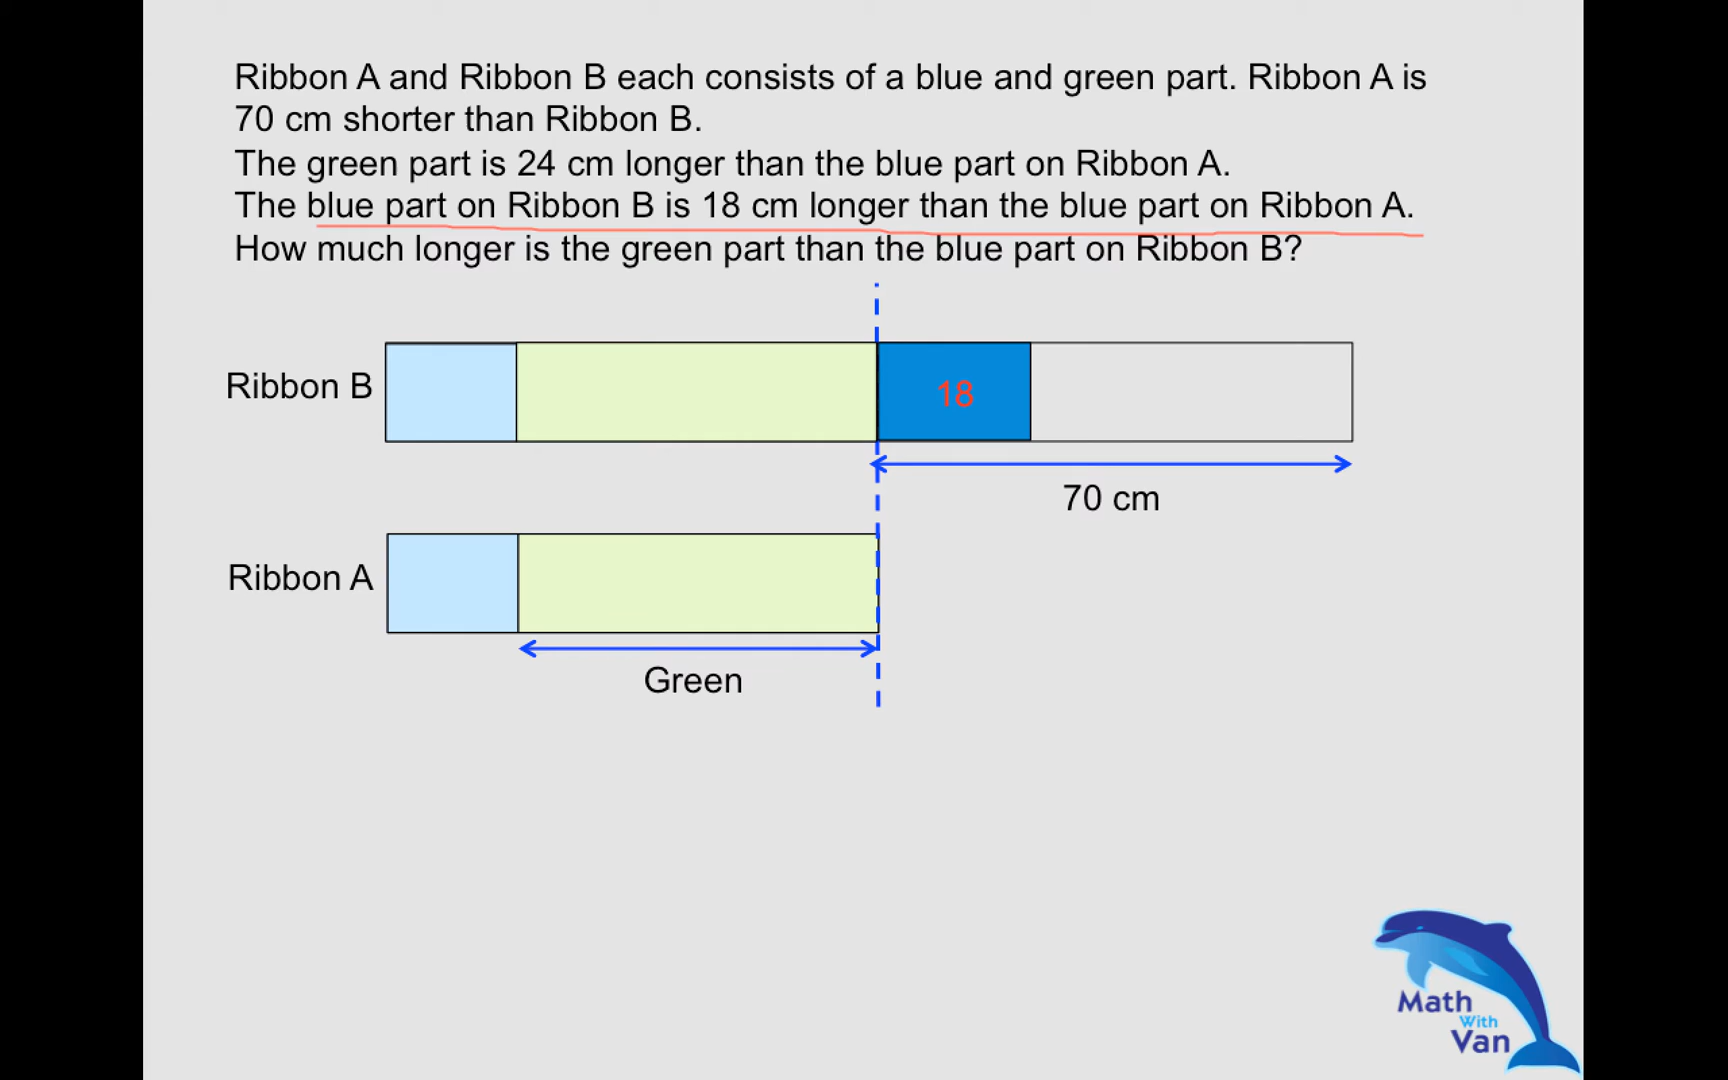 Ribbon A and Ribbon B each consists of a blue and green part. Ribbon A is
70 cm shorter than Ribbon B.
The green part is 24 cm longer than the blue part on Ribbon A.
The blue part on Ribbon B is 18 cm longer than the blue part on Ribbon A.
How much longer is the green part than the blue part on Ribbon B?
Ribbon B
18
70 cm
Ribbon A
Green
Math
With
Van